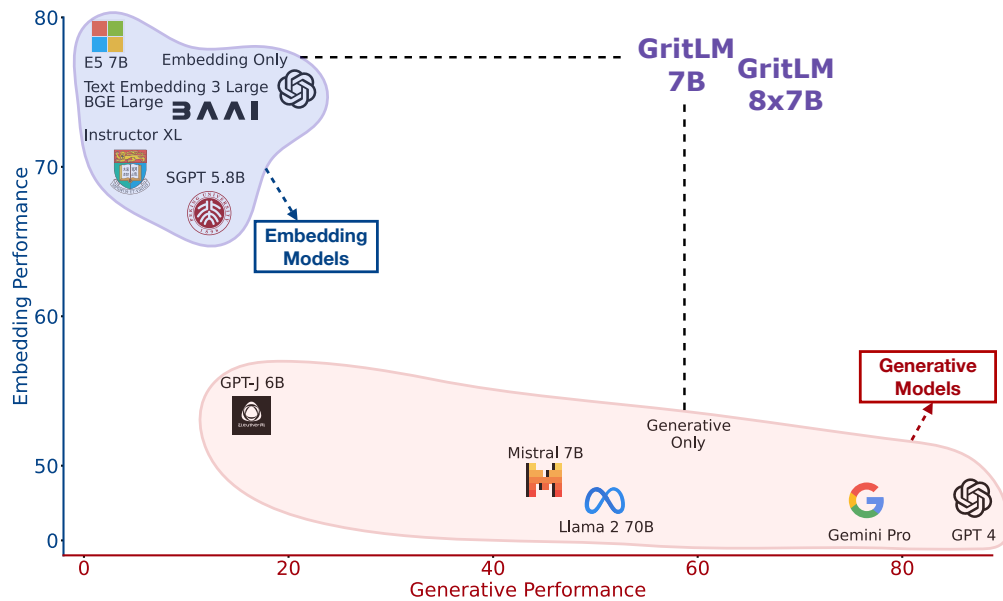 80
E5 7B
Embedding Only
Text Embedding 3 Large
BGE Large
BAAI
Instructor XL
70
SGPT 5.8B
Embedding
Models
GritLM
7B
GritLM
8x7B
Embedding Performance
60
Generative
Models
GPT-J 6B
Generative
Only
Mistral 7B
50
Llama 2 70B
Gemini Pro
GPT 4
0
0
20
40
60
80
Generative Performance